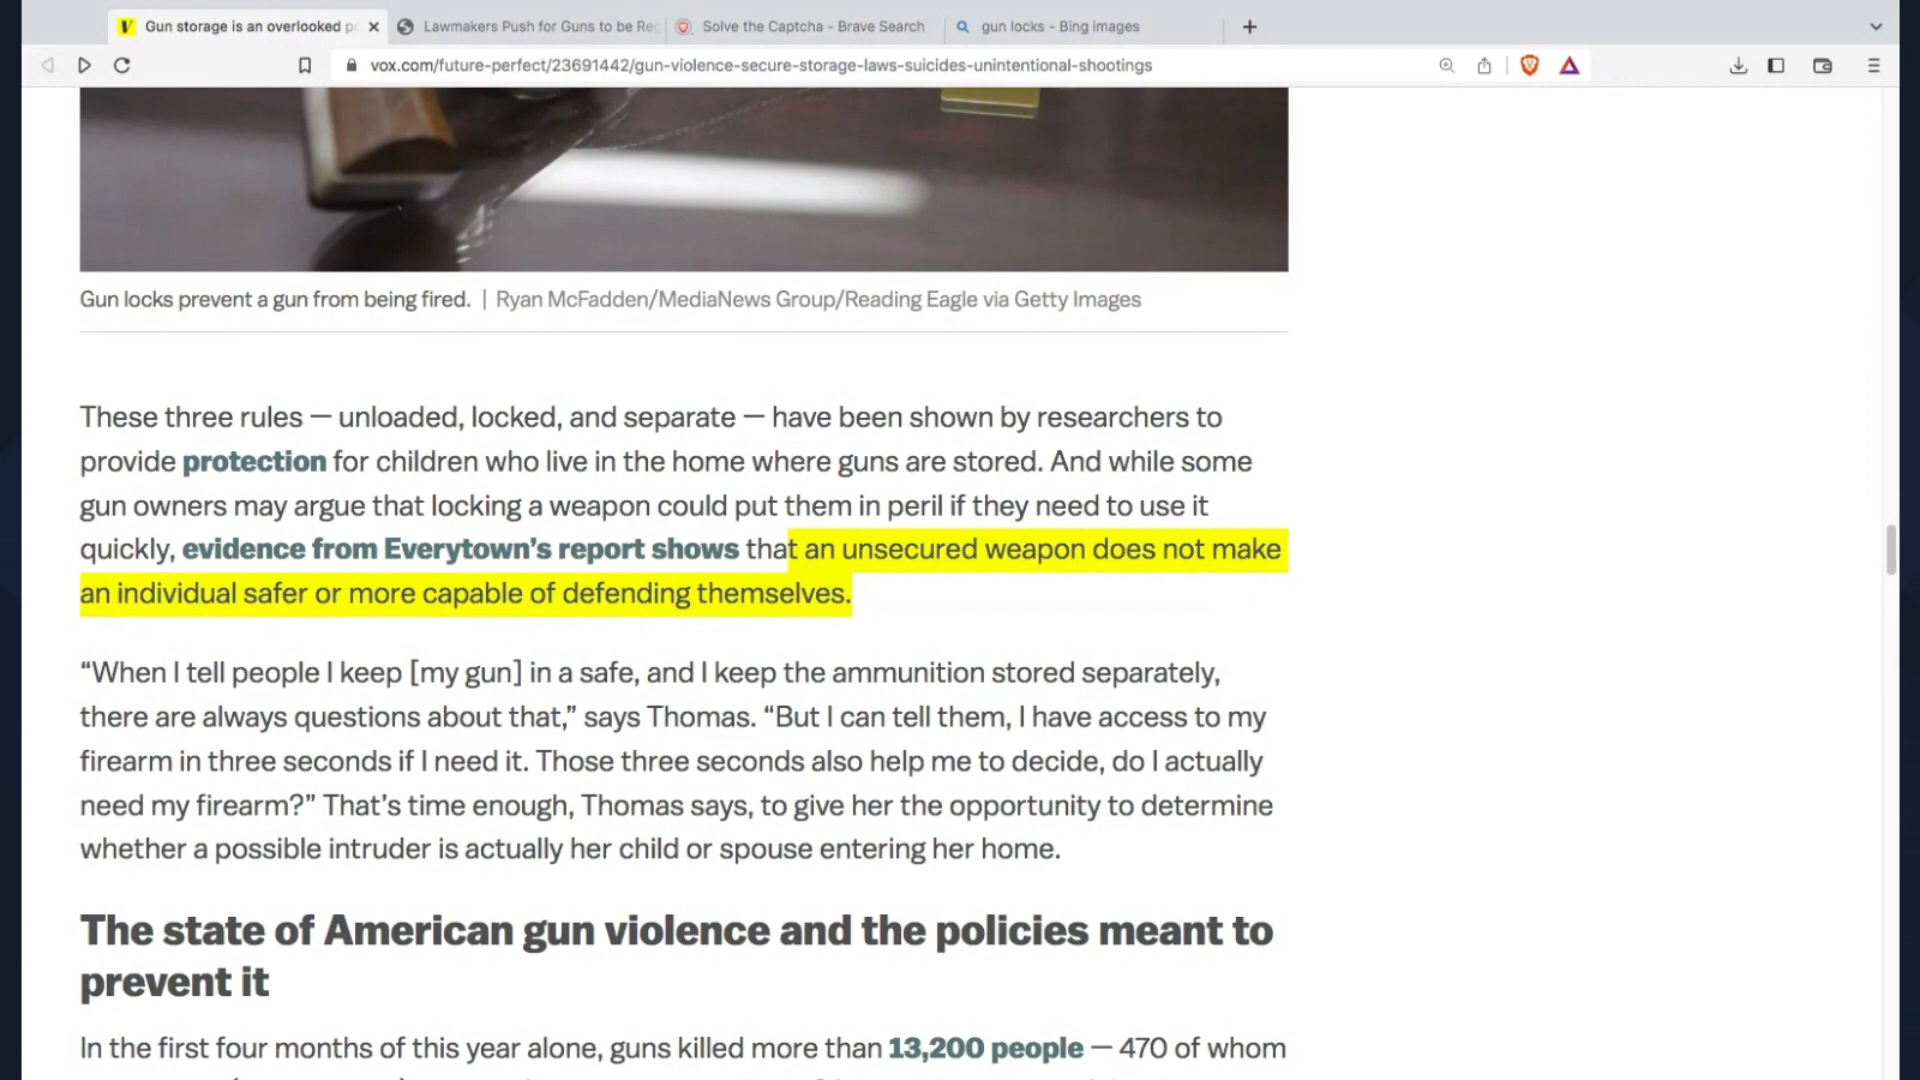 Gun storage is an overlooked p
Lawmakers Push for Guns to be Reg
Solve the Captcha - Brave Search
gun locks - Bing images
vox.com/future-perfect/23691442/gun-violence-secure-storage-laws-suicides-unintentional-shootings
Gun locks prevent a gun from being fired. | Ryan McFadden/MediaNews Group/Reading Eagle via Getty Images
These three rules — unloaded, locked, and separate — have been shown by researchers to
provide protection for children who live in the home where guns are stored. And while some
gun owners may argue that locking a weapon could put them in peril if they need to use it
quickly, evidence from Everytown’s report shows that an unsecured weapon does not make
an individual safer or more capable of defending themselves.
“When I tell people I keep [my gun] in a safe, and I keep the ammunition stored separately,
there are always questions about that,” says Thomas. “But I can tell them, I have access to my
firearm in three seconds if I need it. Those three seconds also help me to decide, do I actually
need my firearm?” That’s time enough, Thomas says, to give her the opportunity to determine
whether a possible intruder is actually her child or spouse entering her home.
The state of American gun violence and the policies meant to
prevent it
In the first four months of this year alone, guns killed more than 13,200 people — 470 of whom